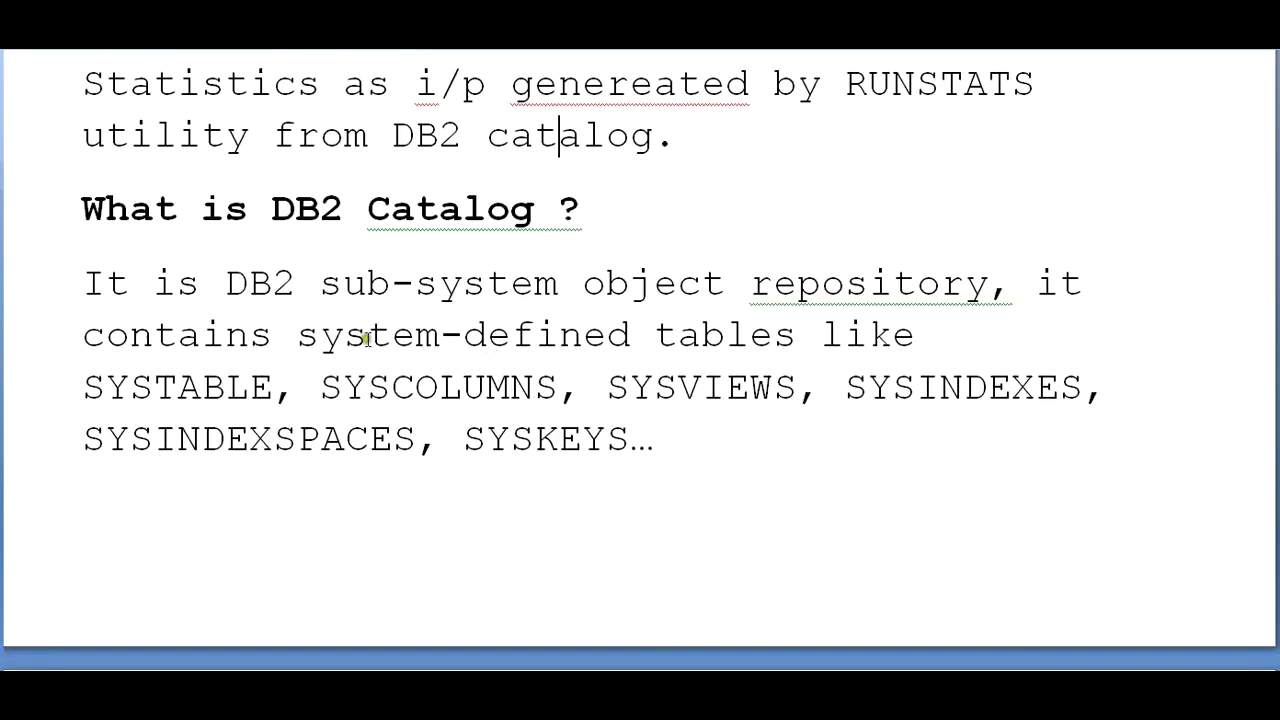 Statistics as i/p genereated by RUNSTATS
utility from DB2 catalog.
What is DB2 Catalog ?
It is DB2 sub-system object repository, it
contains system-defined tables like
SYSTABLE, SYSCOLUMNS, SYSVIEWS, SYSINDEXES,
SYSINDEXSPACES, SYSKEYS…